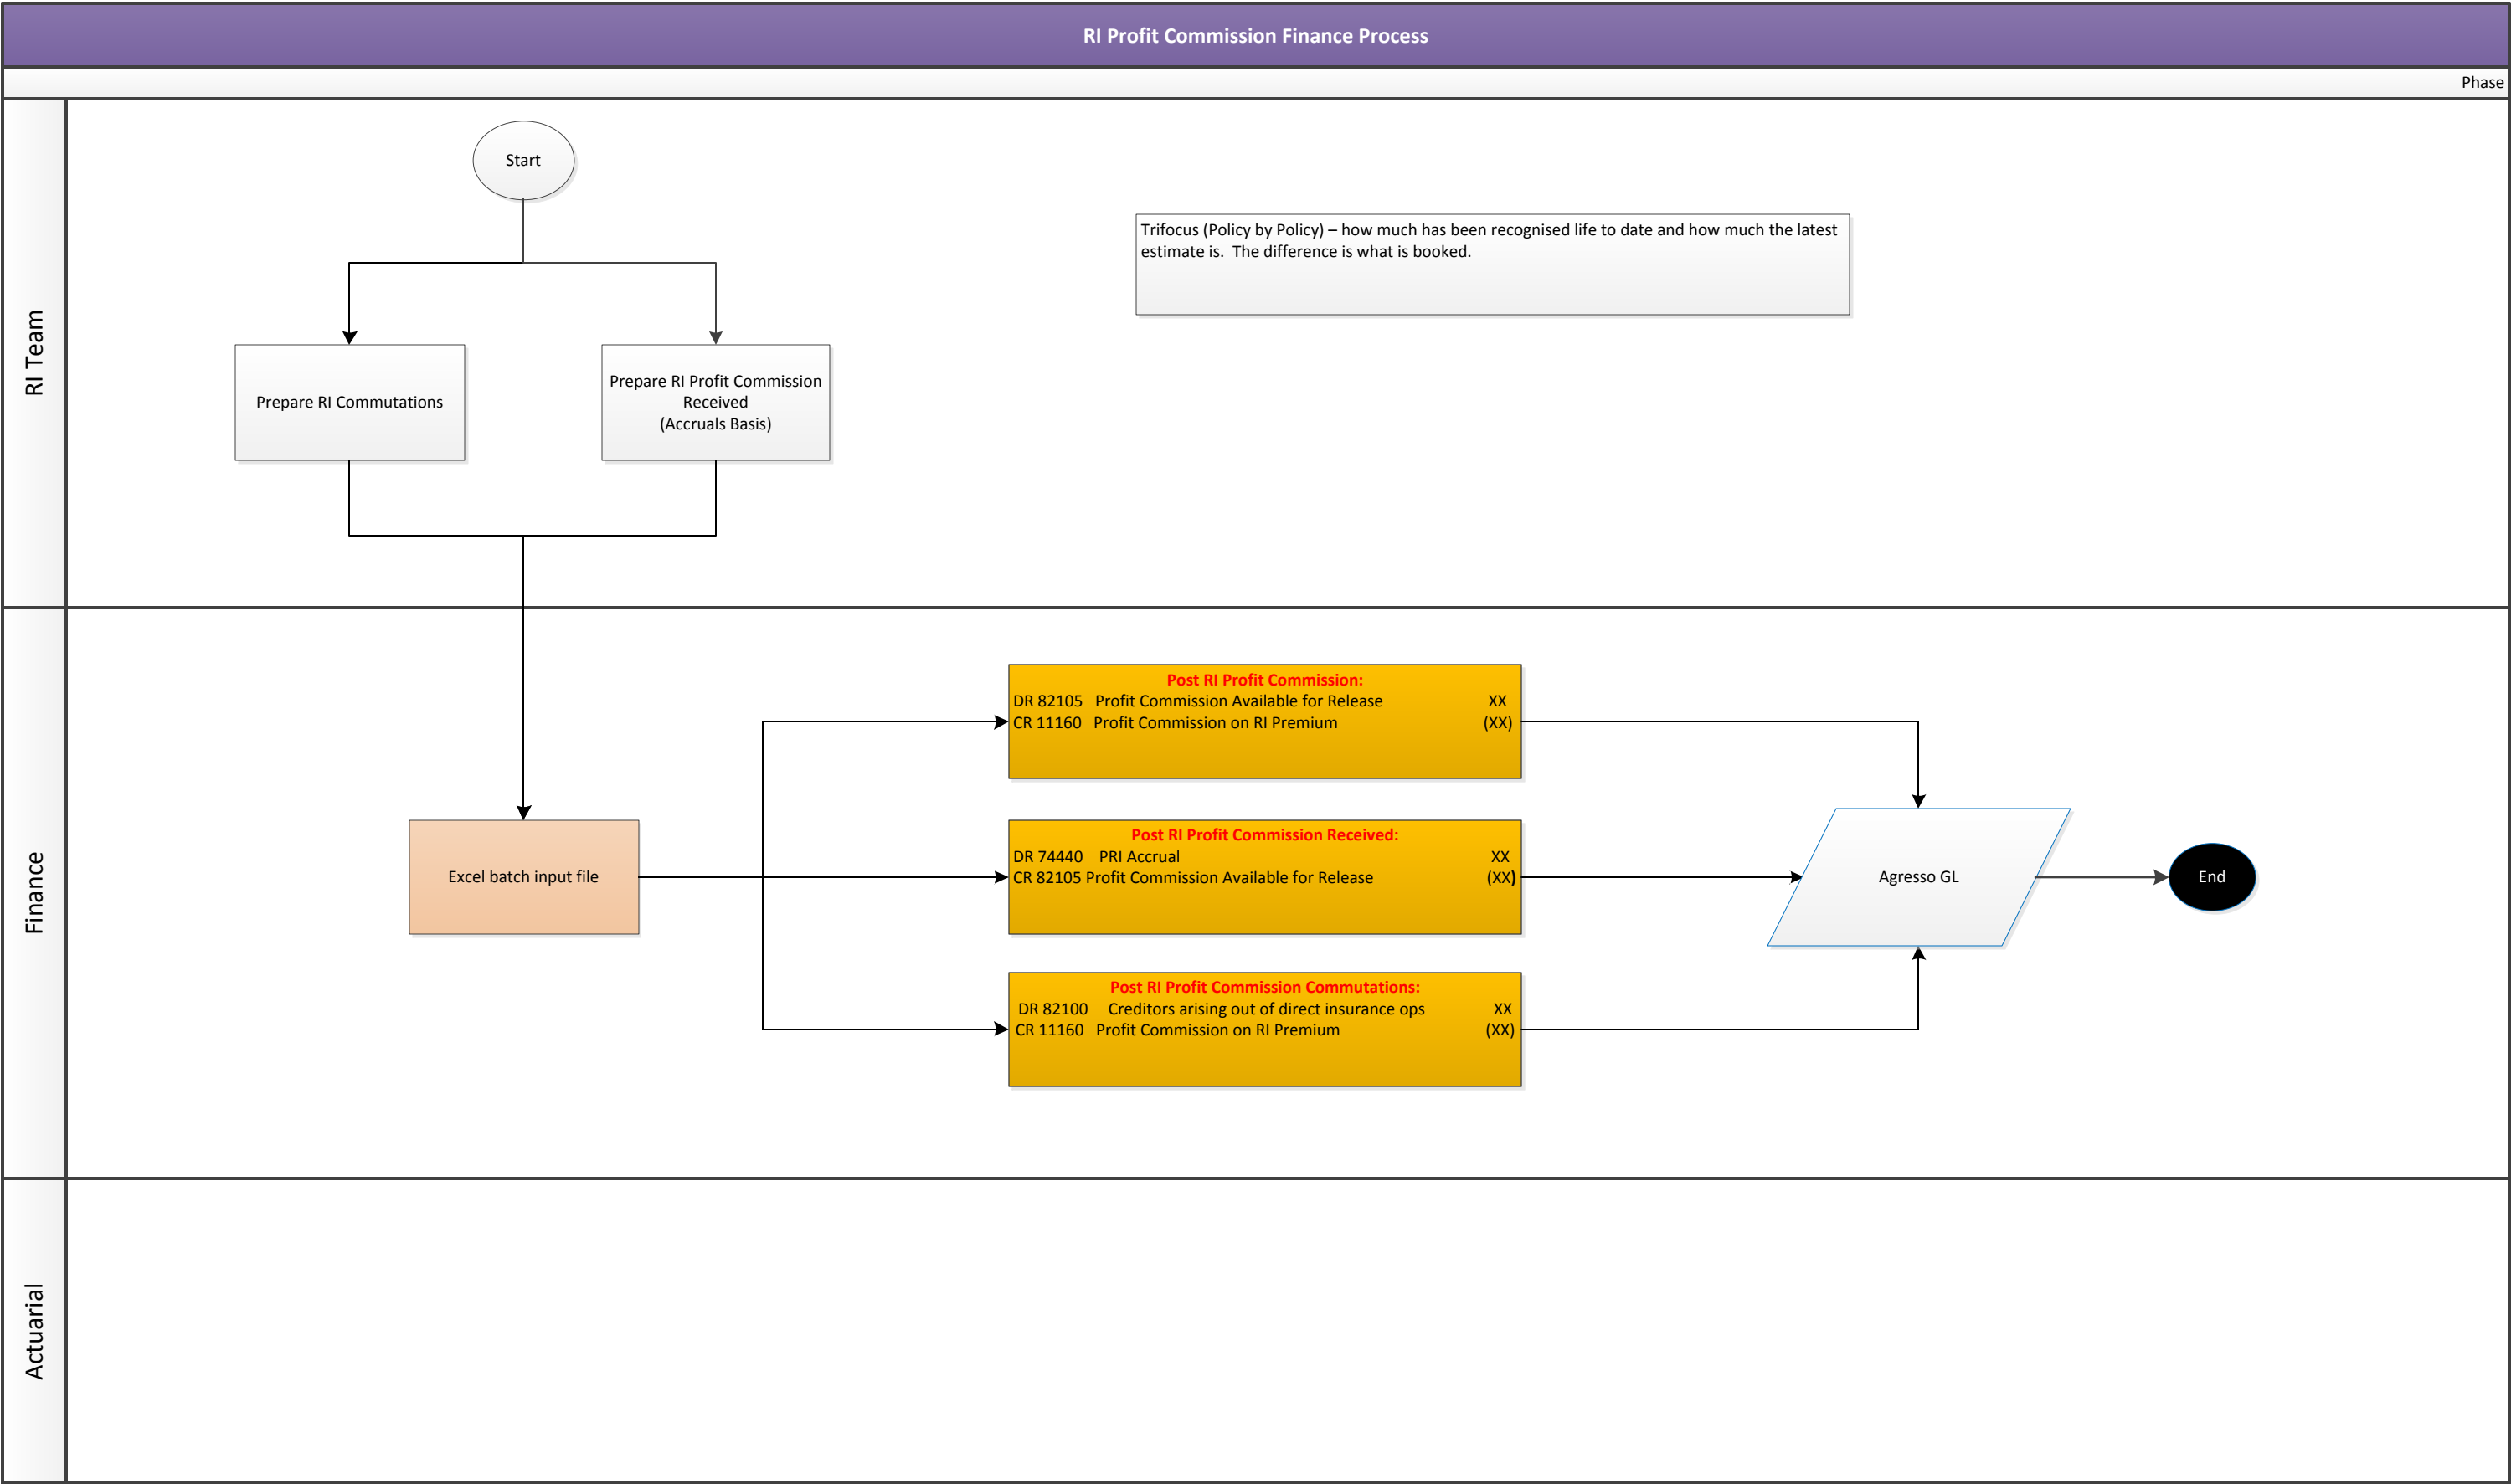 RI Profit Commission Finance Process
Phase
RI Team
Start
Trifocus (Policy by Policy) – how much has been recognised life to date and how much the latest
estimate is.  The difference is what is booked.
Prepare RI Commutations
Prepare RI Profit Commission
Received
(Accruals Basis)
Finance
Excel batch input file
Post RI Profit Commission:
DR 82105   Profit Commission Available for Release   XX
CR 11160   Profit Commission on RI Premium   (XX)
Post RI Profit Commission Received:
DR 74440   PRI Accrual   XX
CR 82105 Profit Commission Available for Release   (XX)
Post RI Profit Commission Commutations:
DR 82100   Creditors arising out of direct insurance ops   XX
CR 11160   Profit Commission on RI Premium   (XX)
Agresso GL
End
Actuarial